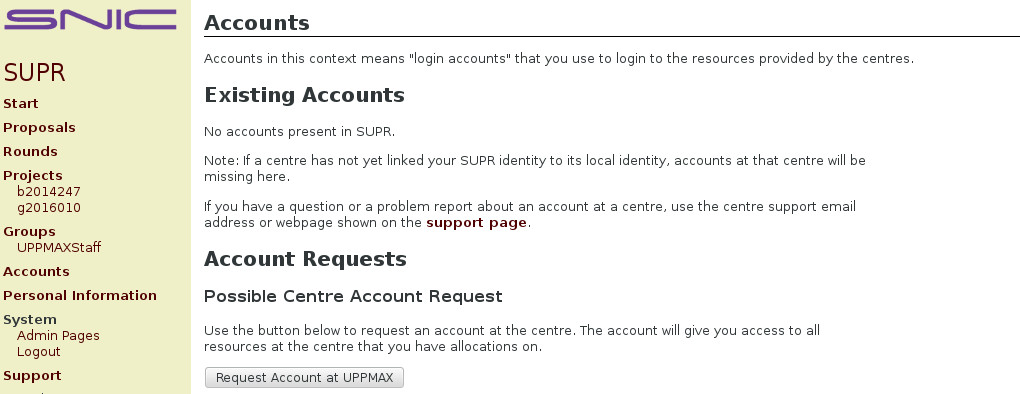 SNIC
SUPR
Start
Proposals
Rounds
Projects
b2014247
g2016010
Groups
UPPMAXStaff
Accounts
Personal Information
System
Admin Pages
Logout
Support
Accounts
Accounts in this context means "login accounts" that you use to login to the resources provided by the centres.
Existing Accounts
No accounts present in SUPR.
Note: If a centre has not yet linked your SUPR identity to its local identity, accounts at that centre will be
missing here.
If you have a question or a problem report about an account at a centre, use the centre support email
address or webpage shown on the support page.
Account Requests
Possible Centre Account Request
Use the button below to request an account at the centre. The account will give you access to all
resources at the centre that you have allocations on.
Request Account at UPPMAX